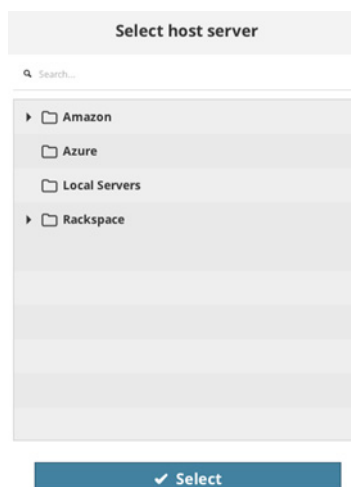 Select host server
Search...
Amazon
Azure
Local Servers
Rackspace
Select